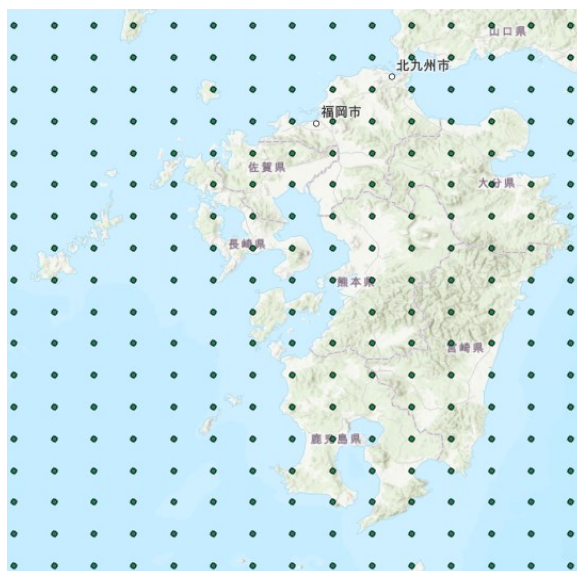 山口県
北九州市
福岡市
佐賀県
大分県
長崎県
熊本県
宮崎県
鹿児島県